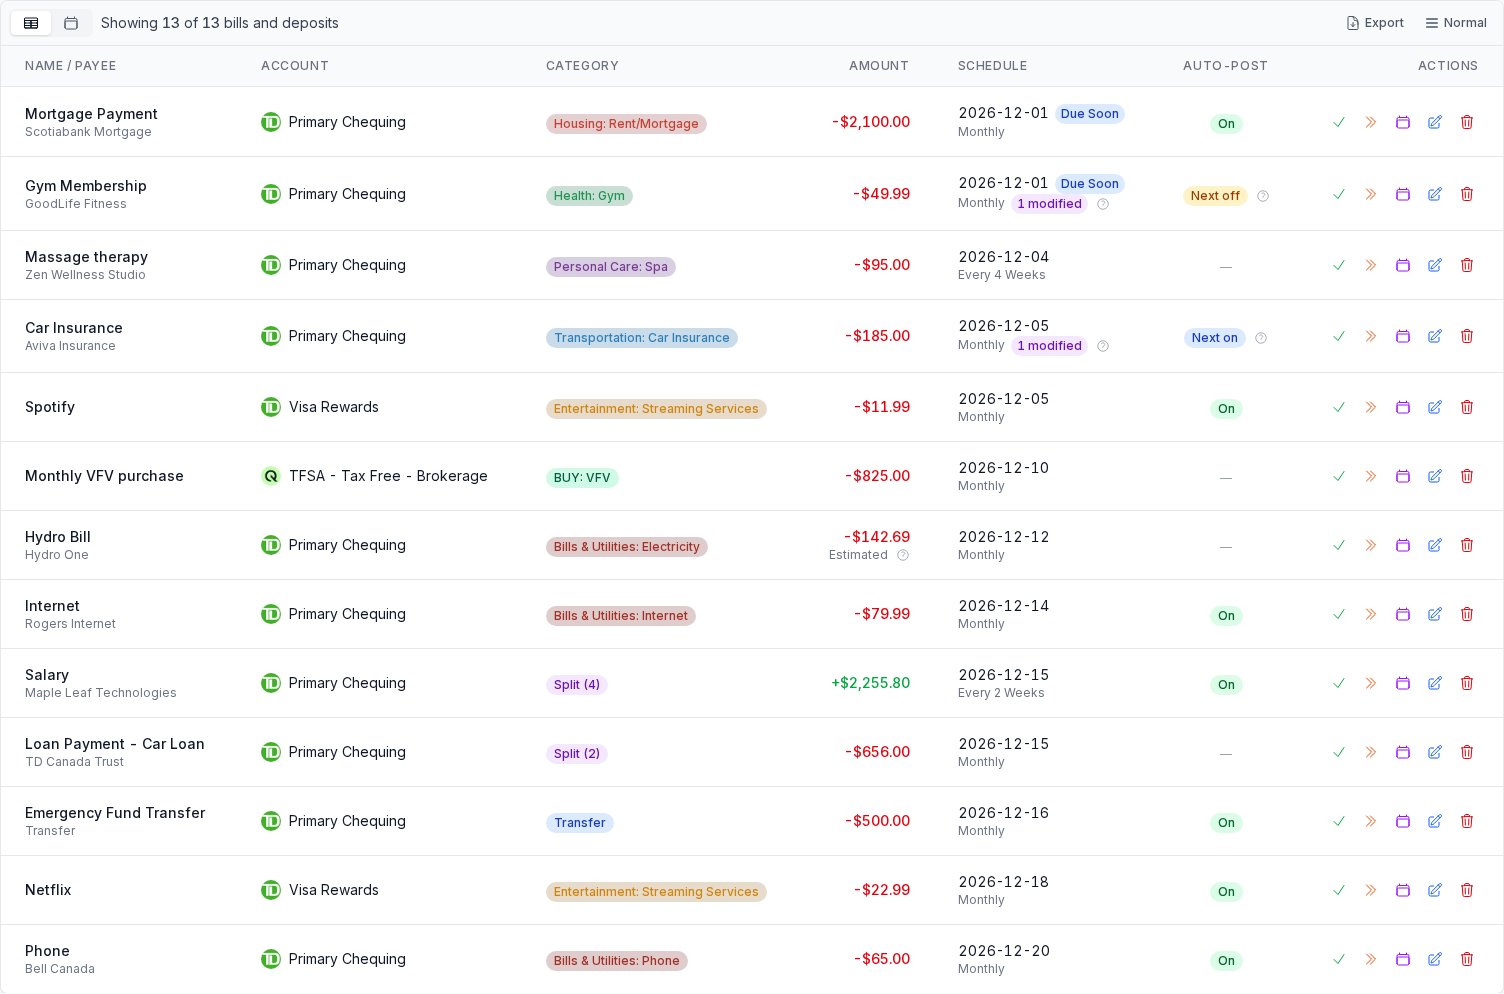 Showing 13 of 13 bills and deposits
Export
Normal
NAME / PAYEE ACCOUNT CATEGORY AMOUNT SCHEDULE AUTO-POST ACTIONS
Mortgage Payment
Scotiabank Mortgage
TD Primary Chequing
Housing: Rent/Mortgage
-$2,100.00
2026-12-01 Due Soon
Monthly
On
Gym Membership
GoodLife Fitness
TD Primary Chequing
Health: Gym
-$49.99
2026-12-01 Due Soon
Monthly 1 modified
Next off
Massage therapy
Zen Wellness Studio
TD Primary Chequing
Personal Care: Spa
-$95.00
2026-12-04
Every 4 Weeks
—
Car Insurance
Aviva Insurance
TD Primary Chequing
Transportation: Car Insurance
-$185.00
2026-12-05
Monthly 1 modified
Next on
Spotify
TD Visa Rewards
Entertainment: Streaming Services
-$11.99
2026-12-05
Monthly
On
Monthly VFV purchase
Q TFSA - Tax Free - Brokerage
BUY: VFV
-$825.00
2026-12-10
Monthly
—
Hydro Bill
Hydro One
TD Primary Chequing
Bills & Utilities: Electricity
-$142.69
Estimated
2026-12-12
Monthly
—
Internet
Rogers Internet
TD Primary Chequing
Bills & Utilities: Internet
-$79.99
2026-12-14
Monthly
On
Salary
Maple Leaf Technologies
TD Primary Chequing
Split (4)
+$2,255.80
2026-12-15
Every 2 Weeks
On
Loan Payment - Car Loan
TD Canada Trust
TD Primary Chequing
Split (2)
-$656.00
2026-12-15
Monthly
—
Emergency Fund Transfer
Transfer
TD Primary Chequing
Transfer
-$500.00
2026-12-16
Monthly
On
Netflix
TD Visa Rewards
Entertainment: Streaming Services
-$22.99
2026-12-18
Monthly
On
Phone
Bell Canada
TD Primary Chequing
Bills & Utilities: Phone
-$65.00
2026-12-20
Monthly
On